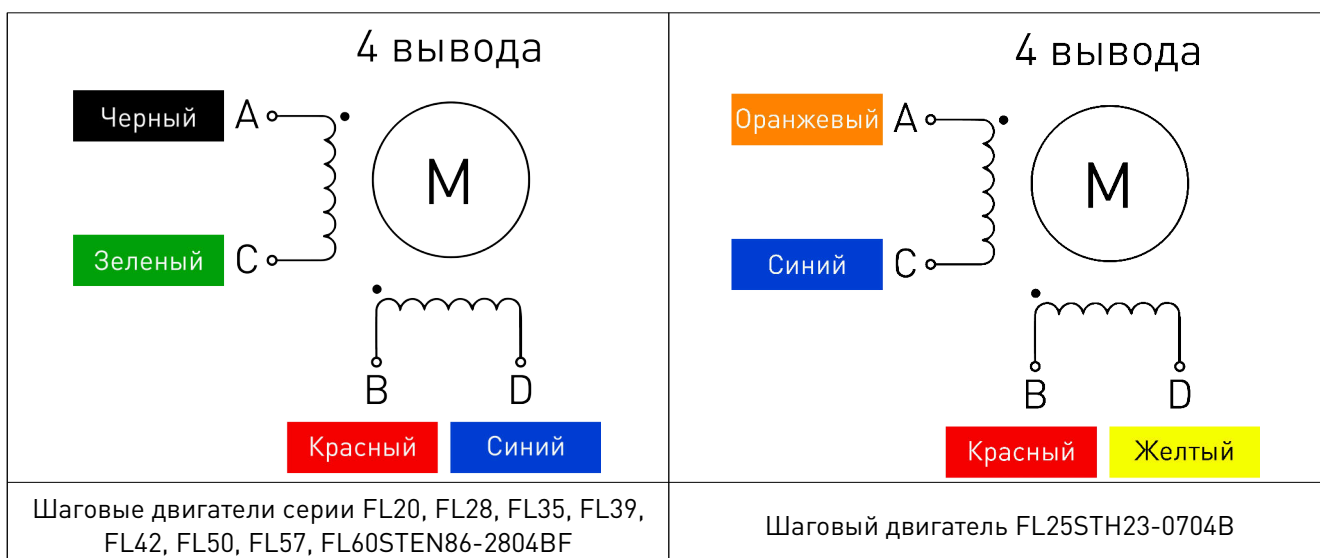 4 вывода
Черный A
M
Зеленый C
B D
Красный Синий
Шаговые двигатели серии FL20, FL28, FL35, FL39,
FL42, FL50, FL57, FL60STEN86-2804BF
4 вывода
Оранжевый A
M
Синий C
B D
Красный Желтый
Шаговый двигатель FL25STH23-0704B